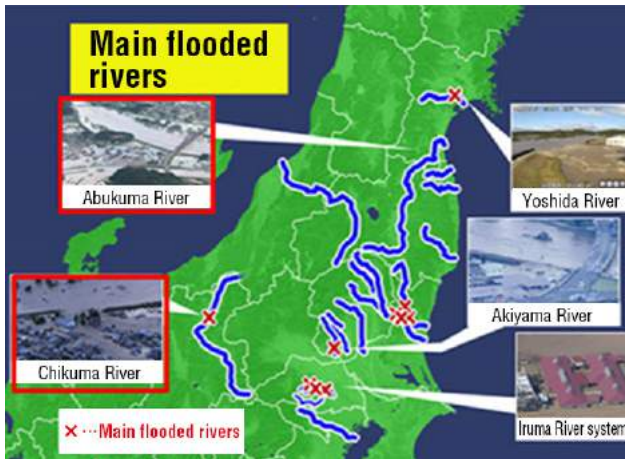 Main flooded
rivers
Abukuma River
Yoshida River
Akiyama River
Chikuma River
Iruma River system
×···Main flooded rivers